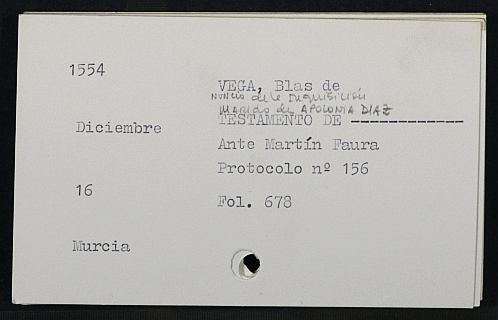 1554
VEGA, Blas de
nuncio de la Inquisición
MARIDO de APOLONIA DIAZ
Diciembre
TESTAMENTO DE -------------
Ante Martín Faura
Protocolo nº 156
16
Fol. 678
Murcia